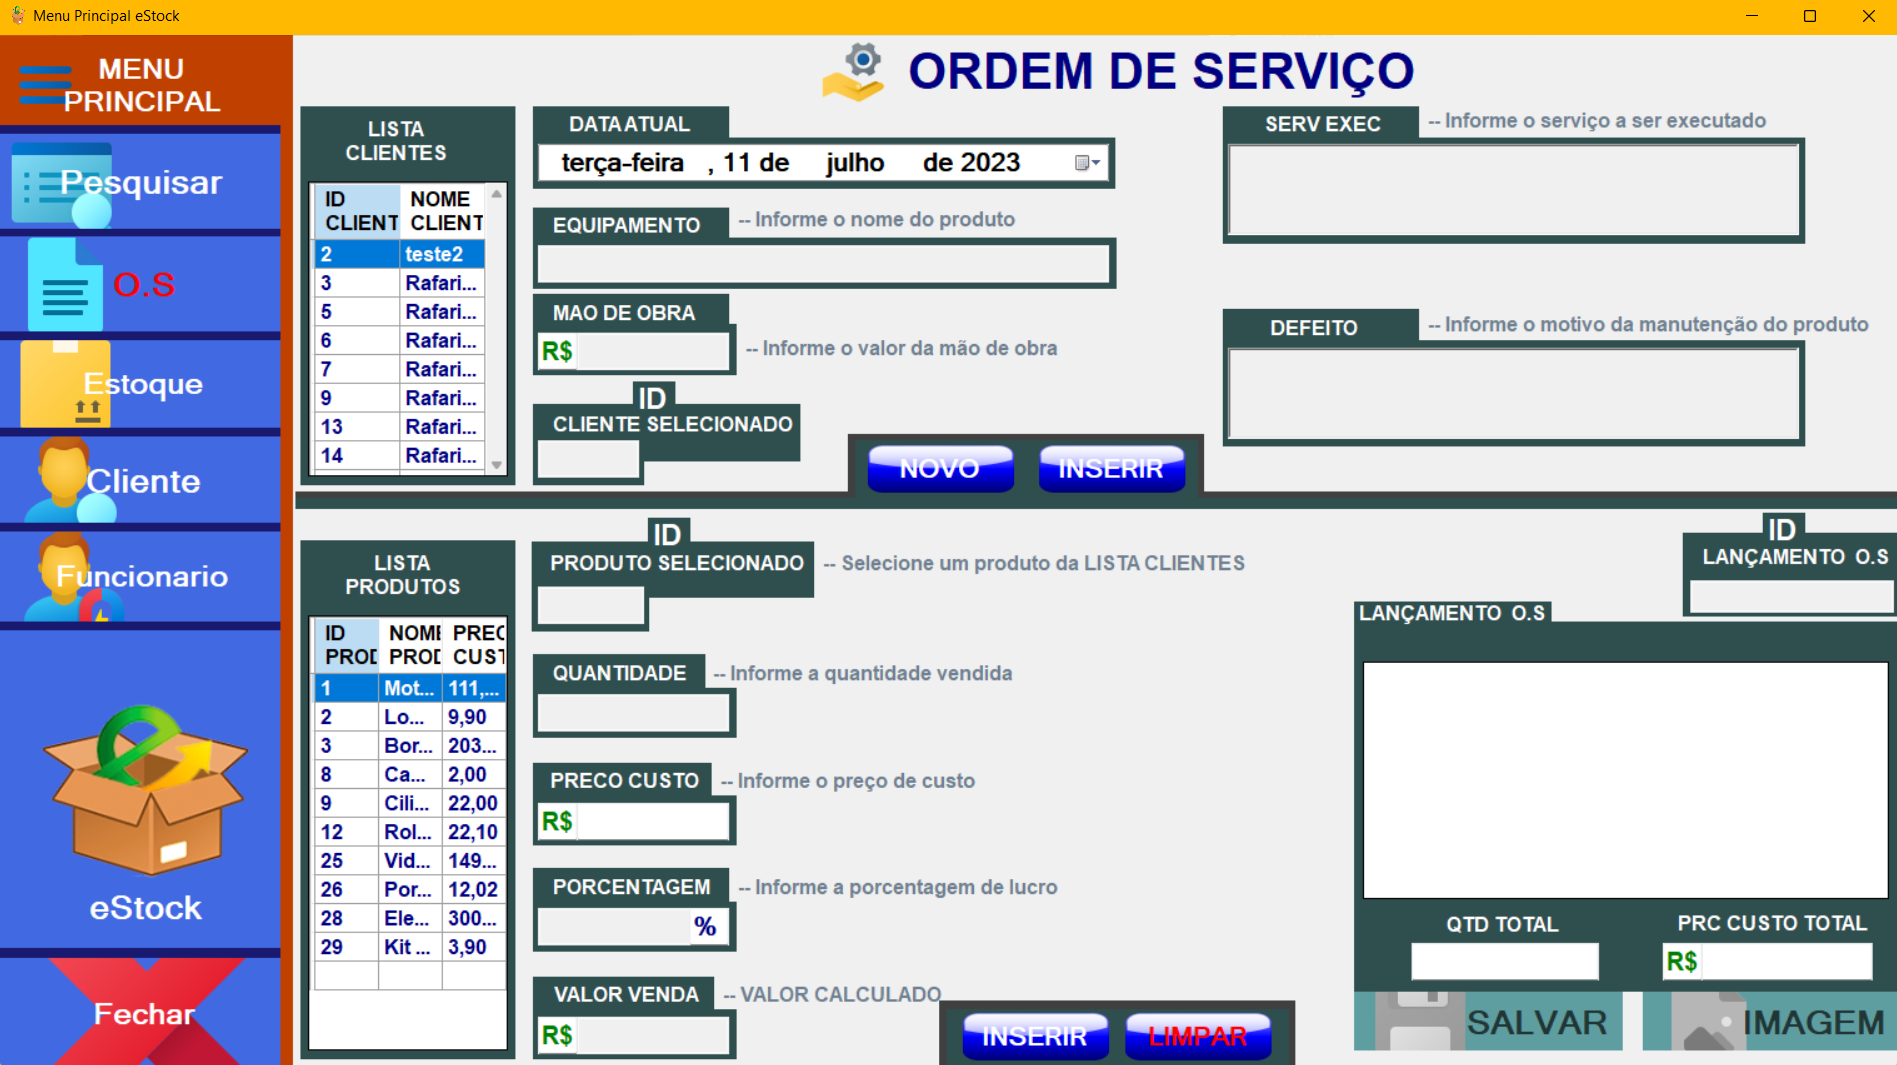 Menu Principal eStock
MENU
PRINCIPAL
Pesquisar
O.S
Estoque
Cliente
Funcionario
eStock
Fechar
ORDEM DE SERVIÇO
LISTA
CLIENTES
ID
CLIENT
NOME
CLIENT
2 teste2
3 Rafari...
5 Rafari...
6 Rafari...
7 Rafari...
9 Rafari...
13 Rafari...
14 Rafari...
DATA ATUAL
terça-feira , 11 de julho de 2023
EQUIPAMENTO -- Informe o nome do produto
MAO DE OBRA
R$ -- Informe o valor da mão de obra
ID
CLIENTE SELECIONADO
SERV EXEC -- Informe o serviço a ser executado
DEFEITO -- Informe o motivo da manutenção do produto
NOVO INSERIR
LISTA
PRODUTOS
ID
PROD
NOME
PROD
PREC
CUST
1 Mot... 111,...
2 Lo... 9,90
3 Bor... 203...
8 Ca... 2,00
9 Cili... 22,00
12 Rol... 22,10
25 Vid... 149...
26 Por... 12,02
28 Ele... 300...
29 Kit ... 3,90
ID
PRODUTO SELECIONADO -- Selecione um produto da LISTA CLIENTES
QUANTIDADE -- Informe a quantidade vendida
PRECO CUSTO -- Informe o preço de custo
R$
PORCENTAGEM -- Informe a porcentagem de lucro
%
VALOR VENDA -- VALOR CALCULADO
R$
INSERIR LIMPAR
ID
LANÇAMENTO O.S
LANÇAMENTO O.S
QTD TOTAL PRC CUSTO TOTAL
R$
SALVAR IMAGEM